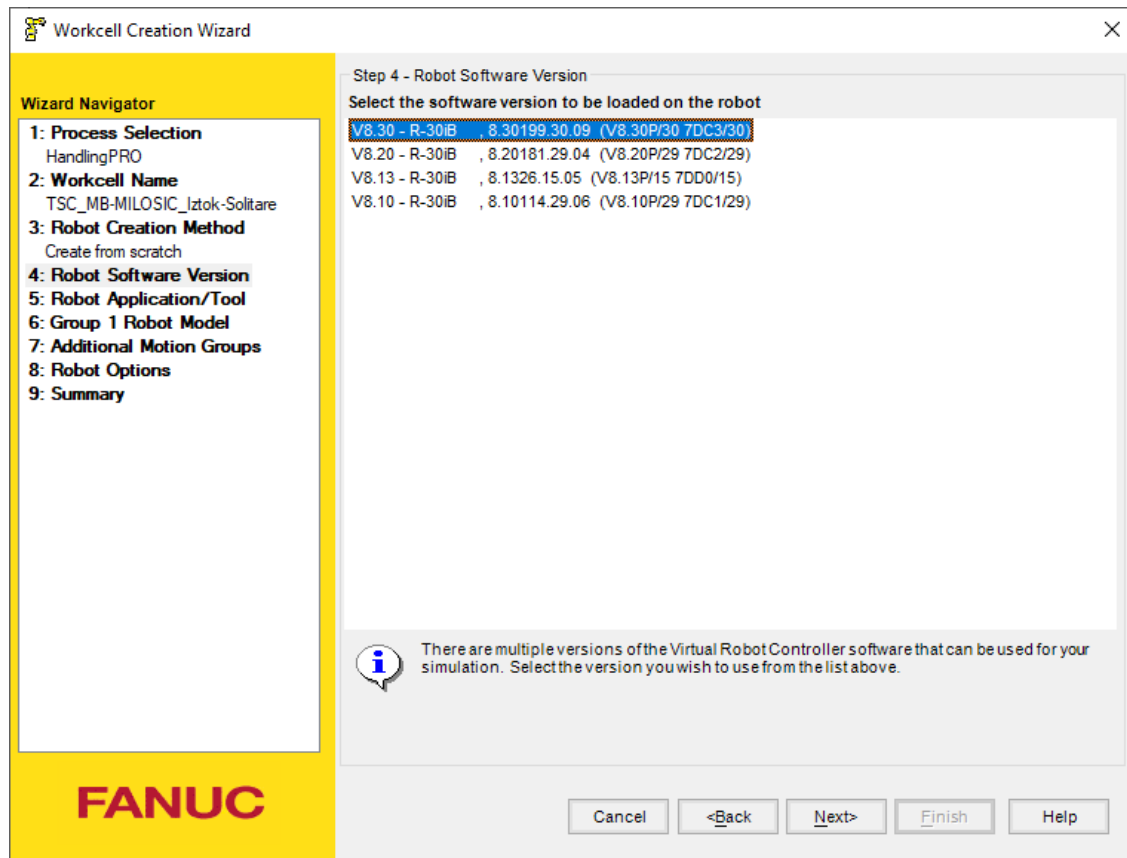 Workcell Creation Wizard
Wizard Navigator
1: Process Selection
HandlingPRO
2: Workcell Name
TSC_MB-MILOSIC_Iztok-Solitare
3: Robot Creation Method
Create from scratch
4: Robot Software Version
5: Robot Application/Tool
6: Group 1 Robot Model
7: Additional Motion Groups
8: Robot Options
9: Summary
FANUC
Step 4 - Robot Software Version
Select the software version to be loaded on the robot
V8.30 - R-30iB , 8.30199.30.09 (V8.30P/30 7DC3/30)
V8.20 - R-30iB , 8.20181.29.04 (V8.20P/29 7DC2/29)
V8.13 - R-30iB , 8.1326.15.05 (V8.13P/15 7DD0/15)
V8.10 - R-30iB , 8.10114.29.06 (V8.10P/29 7DC1/29)
There are multiple versions of the Virtual Robot Controller software that can be used for your
simulation. Select the version you wish to use from the list above.
Cancel <Back Next> Finish Help